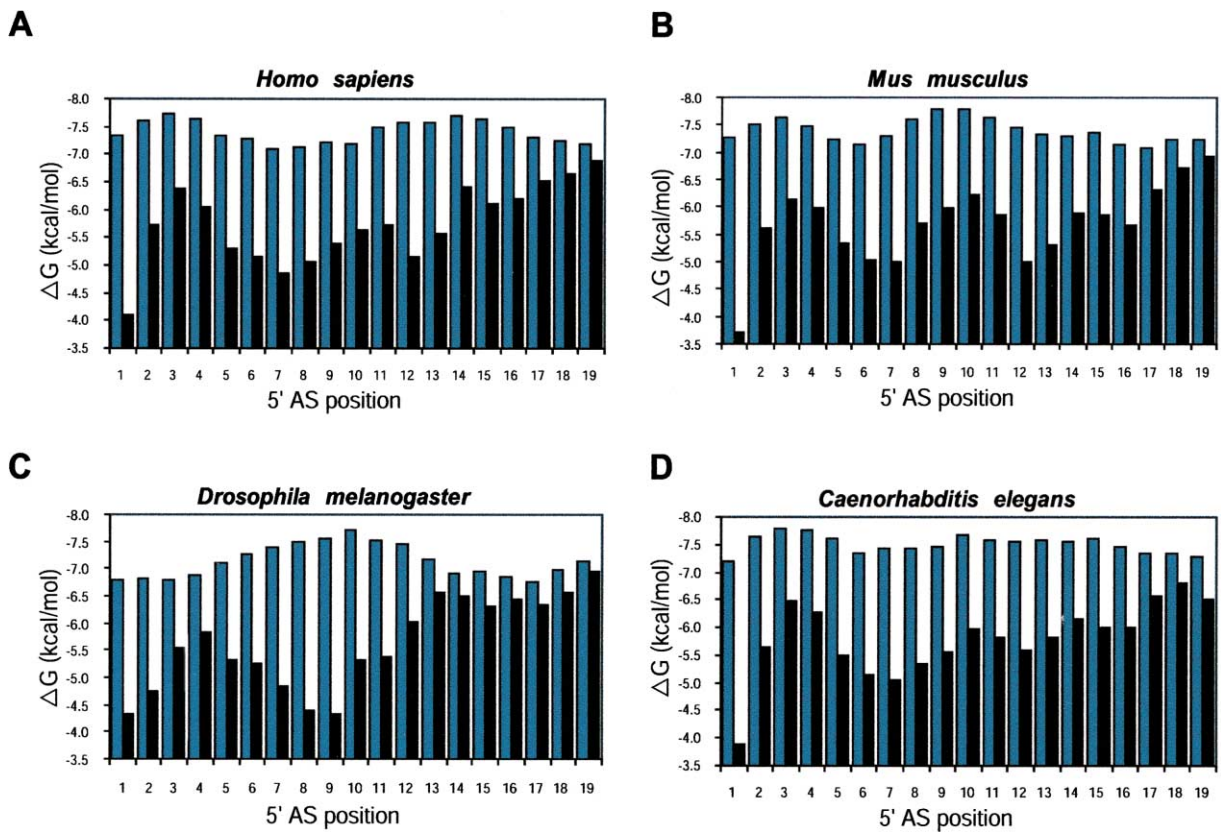 A
Homo sapiens
△G (kcal/mol)
-8.0
-7.5
-7.0
-6.5
-6.0
-5.5
-5.0
-4.5
-4.0
-3.5
1 2 3 4 5 6 7 8 9 10 11 12 13 14 15 16 17 18 19
5' AS position
B
Mus musculus
△G (kcal/mol)
-8.0
-7.5
-7.0
-6.5
-6.0
-5.5
-5.0
-4.5
-4.0
-3.5
1 2 3 4 5 6 7 8 9 10 11 12 13 14 15 16 17 18 19
5' AS position
C
Drosophila melanogaster
△G (kcal/mol)
-8.0
-7.5
-7.0
-6.5
-6.0
-5.5
-5.0
-4.5
-4.0
-3.5
1 2 3 4 5 6 7 8 9 10 11 12 13 14 15 16 17 18 19
5' AS position
D
Caenorhabditis elegans
△G (kcal/mol)
-8.0
-7.5
-7.0
-6.5
-6.0
-5.5
-5.0
-4.5
-4.0
-3.5
1 2 3 4 5 6 7 8 9 10 11 12 13 14 15 16 17 18 19
5' AS position